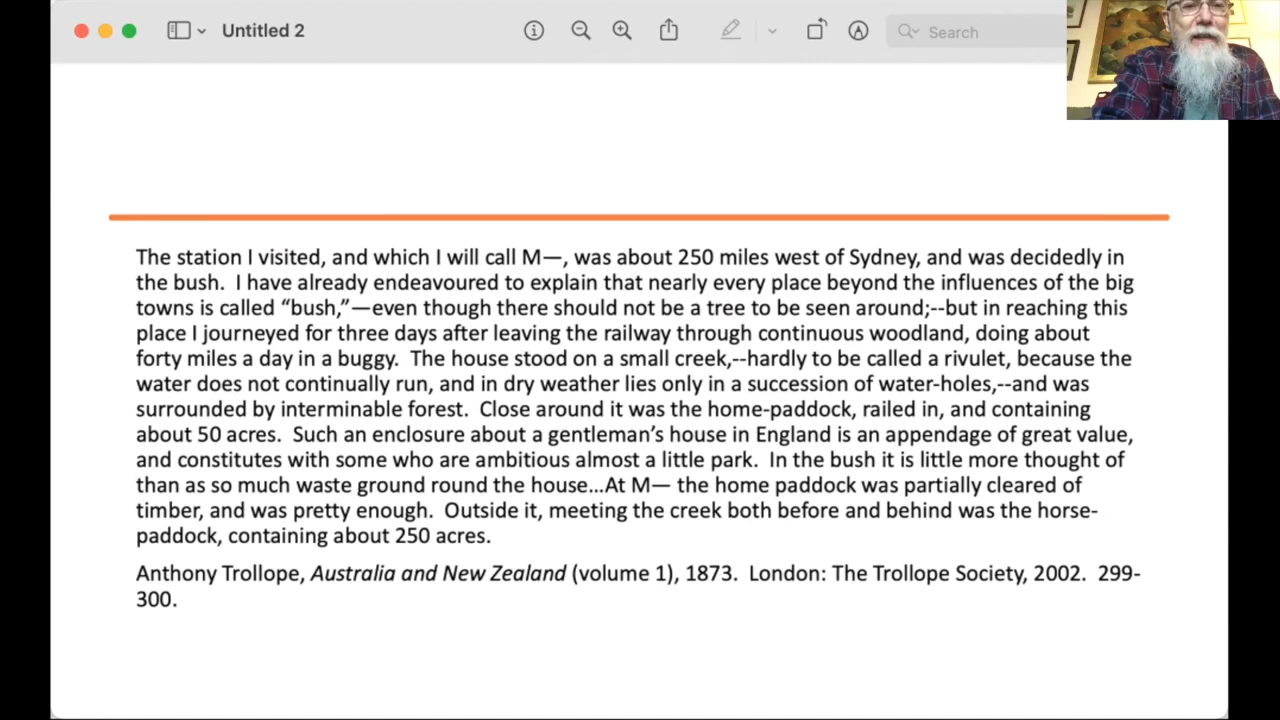 Untitled 2
Search
The station I visited, and which I will call M—, was about 250 miles west of Sydney, and was decidedly in
the bush.  I have already endeavoured to explain that nearly every place beyond the influences of the big
towns is called “bush,”—even though there should not be a tree to be seen around;--but in reaching this
place I journeyed for three days after leaving the railway through continuous woodland, doing about
forty miles a day in a buggy.  The house stood on a small creek,--hardly to be called a rivulet, because the
water does not continually run, and in dry weather lies only in a succession of water-holes,--and was
surrounded by interminable forest.  Close around it was the home-paddock, railed in, and containing
about 50 acres.  Such an enclosure about a gentleman’s house in England is an appendage of great value,
and constitutes with some who are ambitious almost a little park.  In the bush it is little more thought of
than as so much waste ground round the house…At M— the home paddock was partially cleared of
timber, and was pretty enough.  Outside it, meeting the creek both before and behind was the horse-
paddock, containing about 250 acres.
Anthony Trollope, Australia and New Zealand (volume 1), 1873.  London: The Trollope Society, 2002.  299-
300.